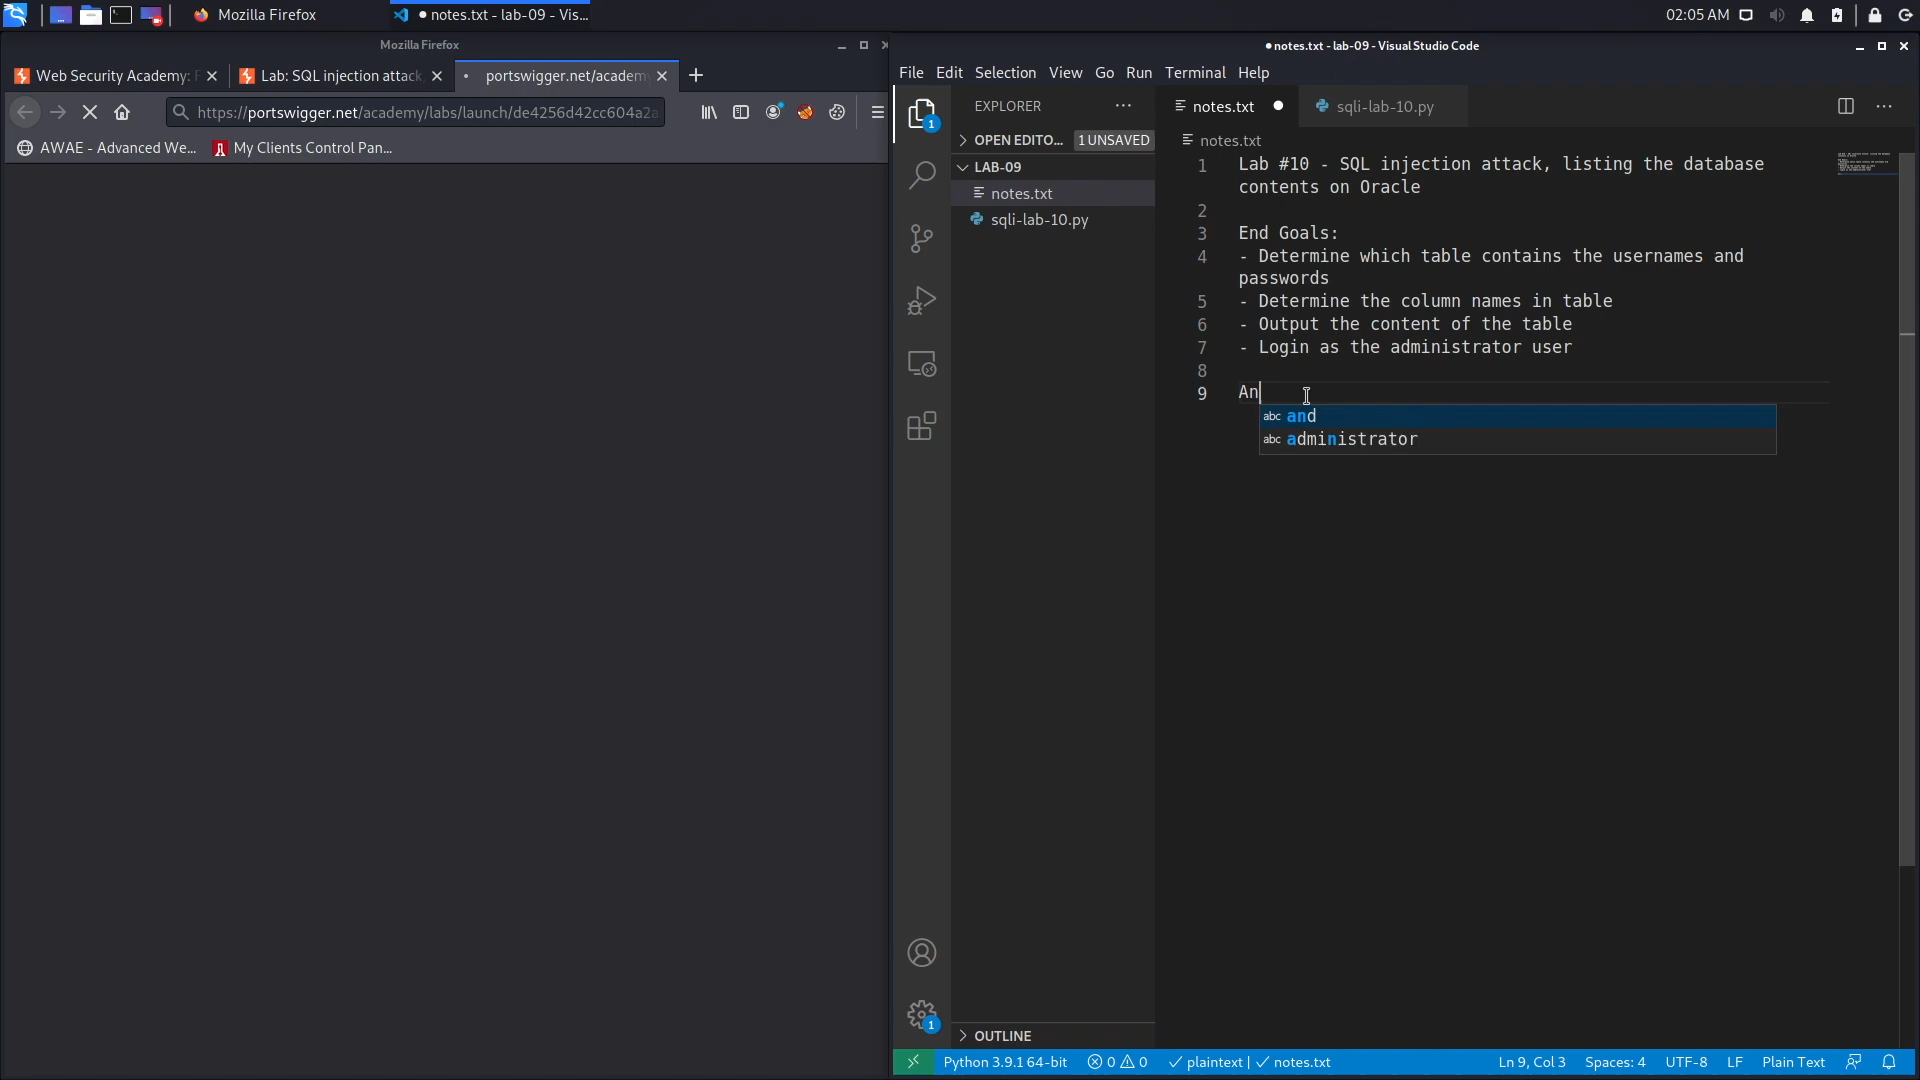 Mozilla Firefox
notes.txt - lab-09 - Vis...
02:05 AM
Mozilla Firefox
notes.txt - lab-09 - Visual Studio Code
Web Security Academy:
Lab: SQL injection attack
portswigger.net/academ
https://portswigger.net/academy/labs/launch/de4256d42cc604a2a
AWAE - Advanced We...
My Clients Control Pan...
File Edit Selection View Go Run Terminal Help
EXPLORER
OPEN EDITO... 1 UNSAVED
LAB-09
notes.txt
sqli-lab-10.py
OUTLINE
notes.txt
sqli-lab-10.py
notes.txt
1 Lab #10 - SQL injection attack, listing the database
contents on Oracle
2
3 End Goals:
4 - Determine which table contains the usernames and
passwords
5 - Determine the column names in table
6 - Output the content of the table
7 - Login as the administrator user
8
9 An
abc and
abc administrator
1
1
Python 3.9.1 64-bit 0 0 plaintext | notes.txt Ln 9, Col 3 Spaces: 4 UTF-8 LF Plain Text